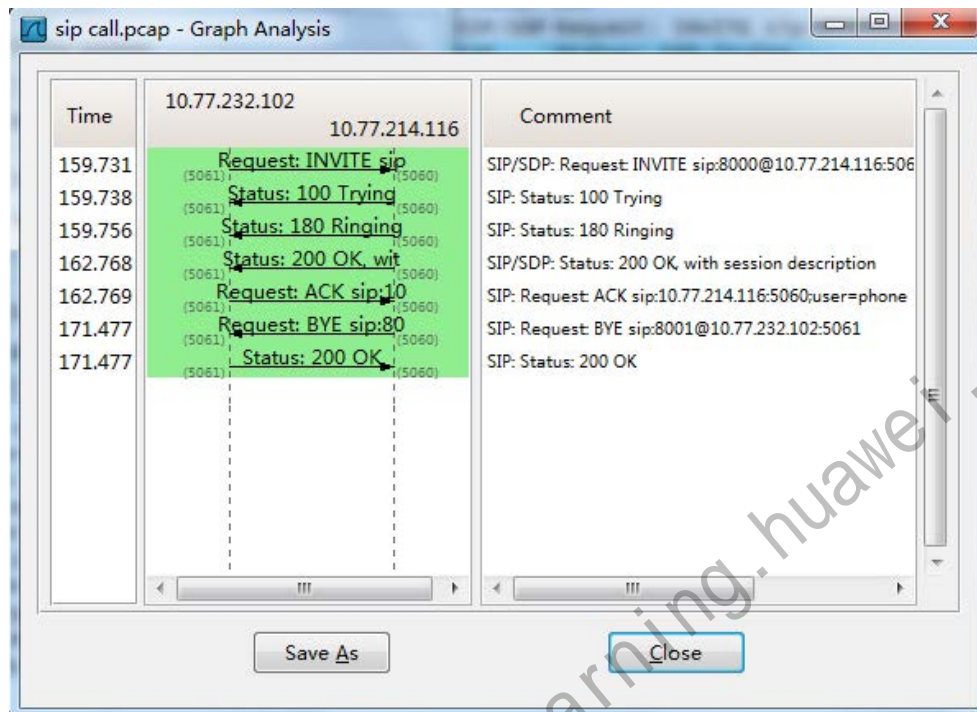 sip call.pcap - Graph Analysis
Time
10.77.232.102
10.77.214.116
Comment
159.731
Request: INVITE sip
(5061)
(5060)
SIP/SDP: Request: INVITE sip:8000@10.77.214.116:506
159.738
Status: 100 Trying
(5061)
(5060)
SIP: Status: 100 Trying
159.756
Status: 180 Ringing
(5061)
(5060)
SIP: Status: 180 Ringing
162.768
Status: 200 OK, wit
(5061)
(5060)
SIP/SDP: Status: 200 OK, with session description
162.769
Request: ACK sip:10
(5061)
(5060)
SIP: Request: ACK sip:10.77.214.116:5060;user=phone
171.477
Request: BYE sip:80
(5061)
(5060)
SIP: Request: BYE sip:8001@10.77.232.102:5061
171.477
Status: 200 OK
(5061)
(5060)
SIP: Status: 200 OK
Save As
Close
arning.huawei.